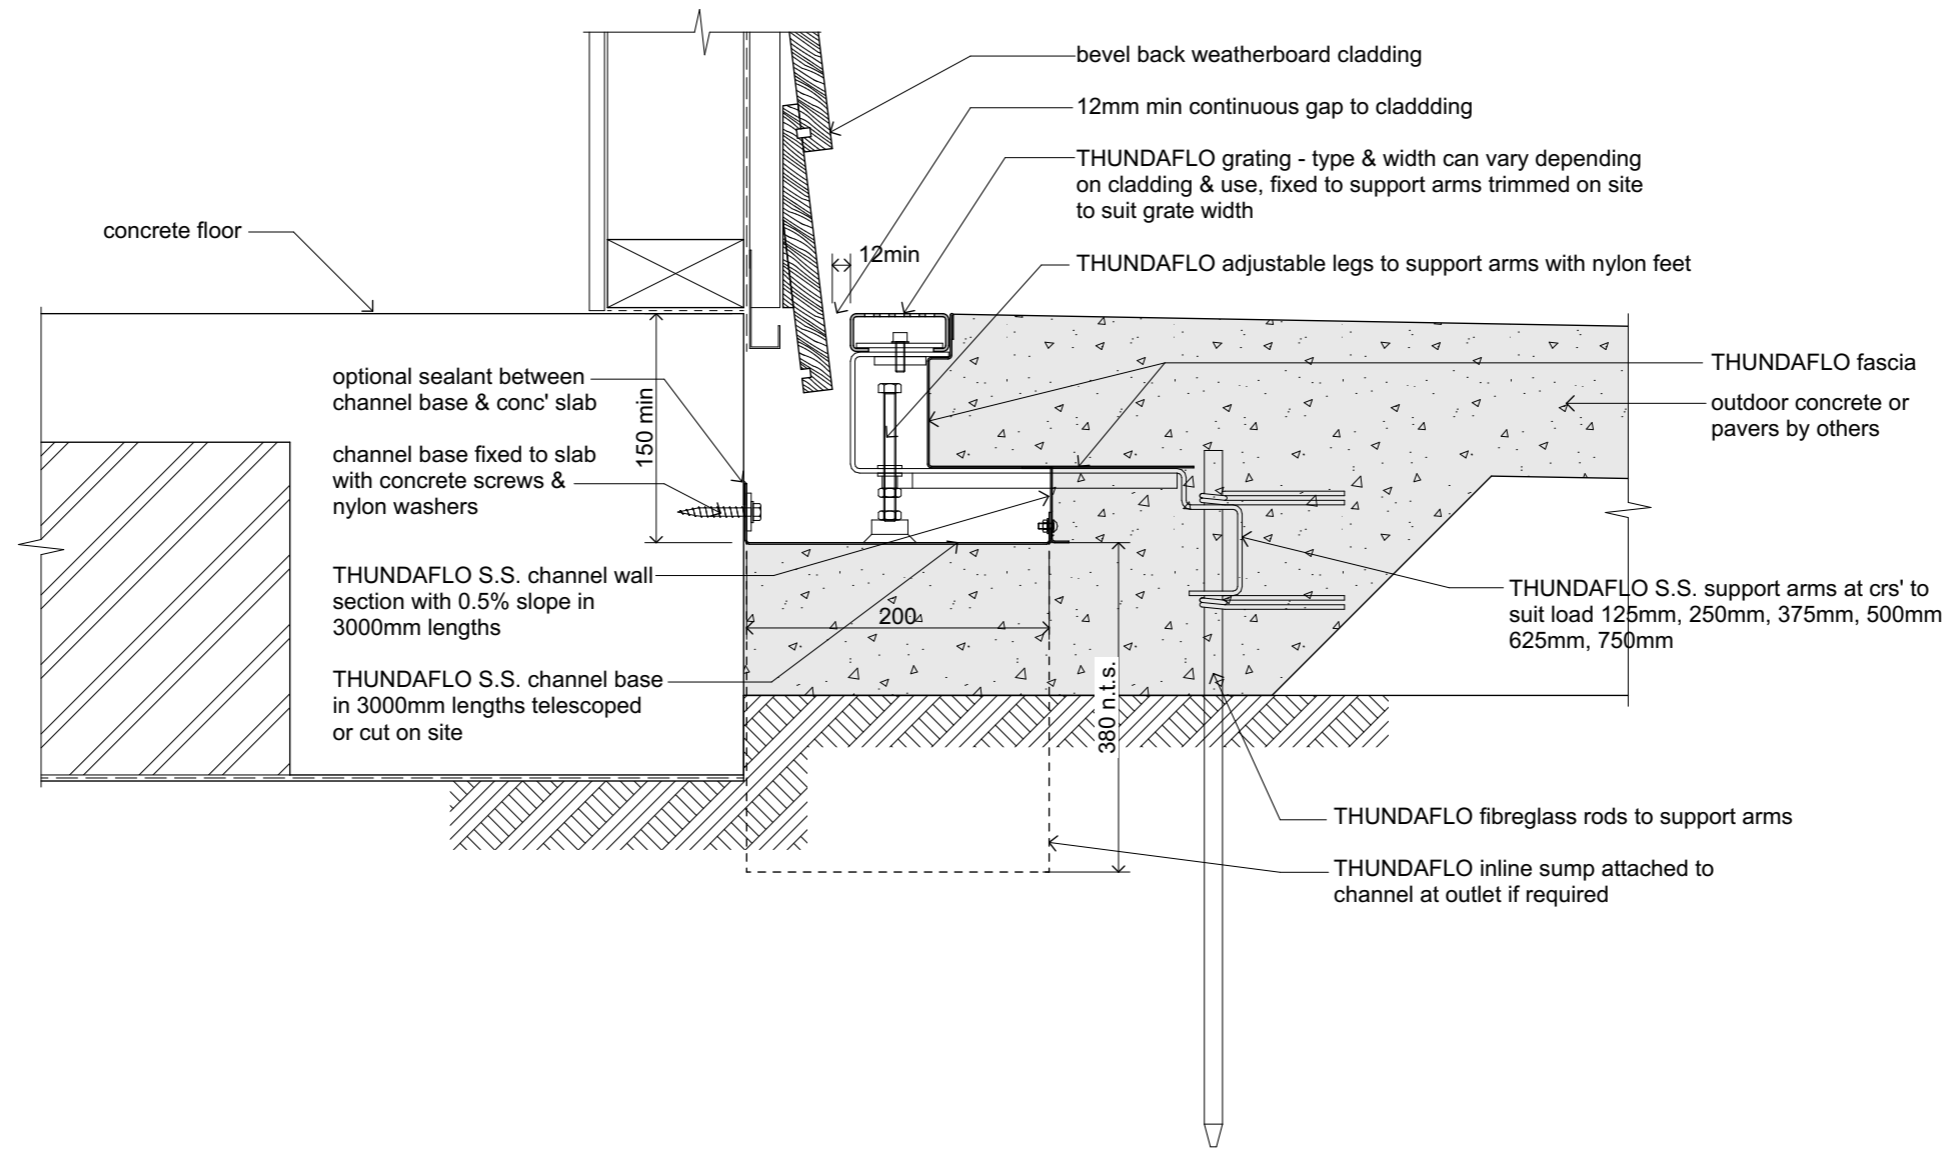 bevel back weatherboard cladding
12mm min continuous gap to claddding
THUNDAFLO grating - type & width can vary depending
on cladding & use, fixed to support arms trimmed on site
to suit grate width
concrete floor
12min
THUNDAFLO adjustable legs to support arms with nylon feet
THUNDAFLO fascia
outdoor concrete or
pavers by others
optional sealant between
channel base & conc' slab
150 min
channel base fixed to slab
with concrete screws &
nylon washers
THUNDAFLO S.S. channel wall
section with 0.5% slope in
3000mm lengths
200
THUNDAFLO S.S. support arms at crs' to
suit load 125mm, 250mm, 375mm, 500mm
625mm, 750mm
THUNDAFLO S.S. channel base
in 3000mm lengths telescoped
or cut on site
380 n.t.s.
THUNDAFLO fibreglass rods to support arms
THUNDAFLO inline sump attached to
channel at outlet if required